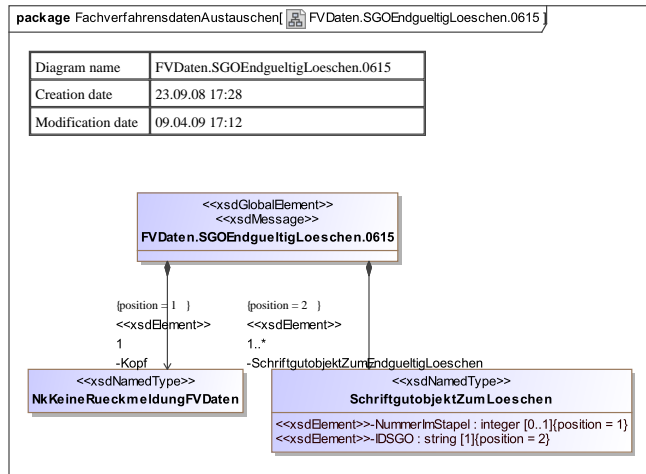 package FachverfahrensdatenAustauschen[ FVDaten.SGOEndgueltigLoeschen.0615 ]
Diagram name FVDaten.SGOEndgueltigLoeschen.0615
Creation date 23.09.08 17:28
Modification date 09.04.09 17:12
<<xsdGlobalElement>>
<<xsdMessage>>
FVDaten.SGOEndgueltigLoeschen.0615
{position = 1 } {position = 2 }
<<xsdElement>> <<xsdElement>>
1 1..*
-Kopf -SchriftgutobjektZumEndgueltigLoeschen
<<xsdNamedType>> <<xsdNamedType>>
NkKeineRueckmeldungFVDaten SchriftgutobjektZumLoeschen
<<xsdElement>>-NummerImStapel : integer [0..1]{position = 1}
<<xsdElement>>-IDSGO : string [1]{position = 2}